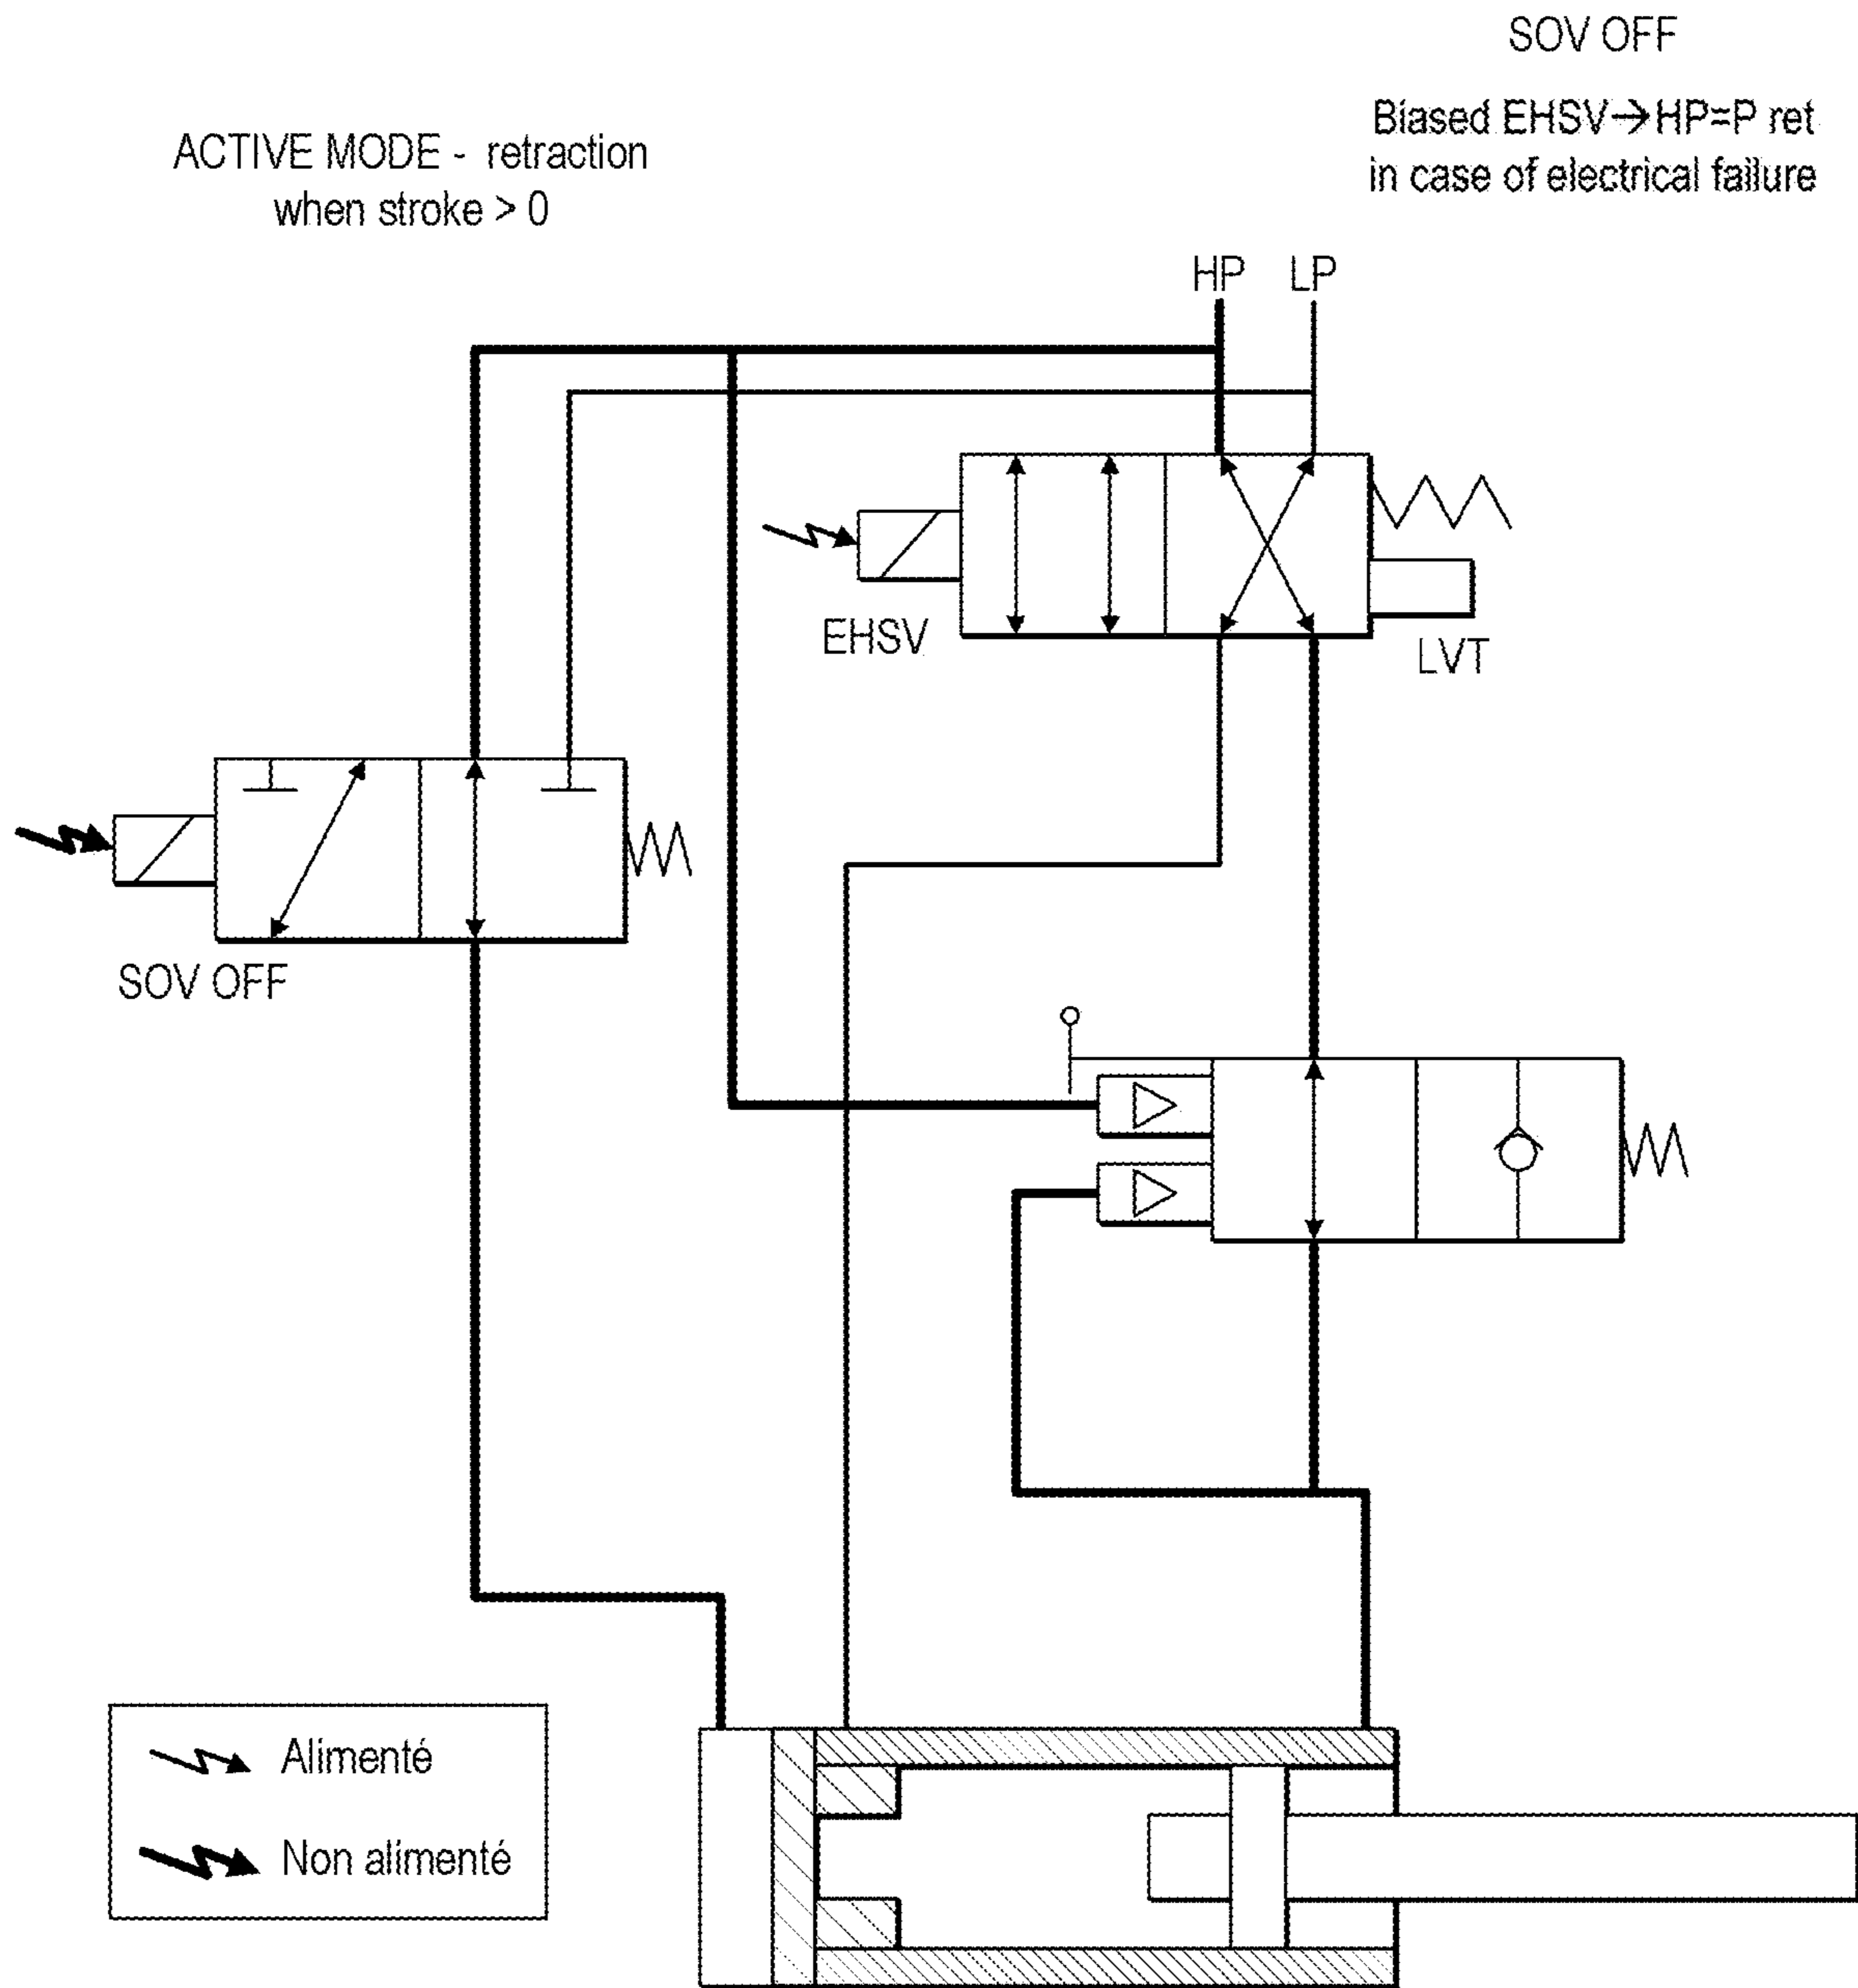 SOV OFF
Biased EHSV→HP=P ret
in case of electrical failure
ACTIVE MODE - retraction
when stroke > 0
HP LP
EHSV
LVT
SOV OFF
Alimenté
Non alimenté